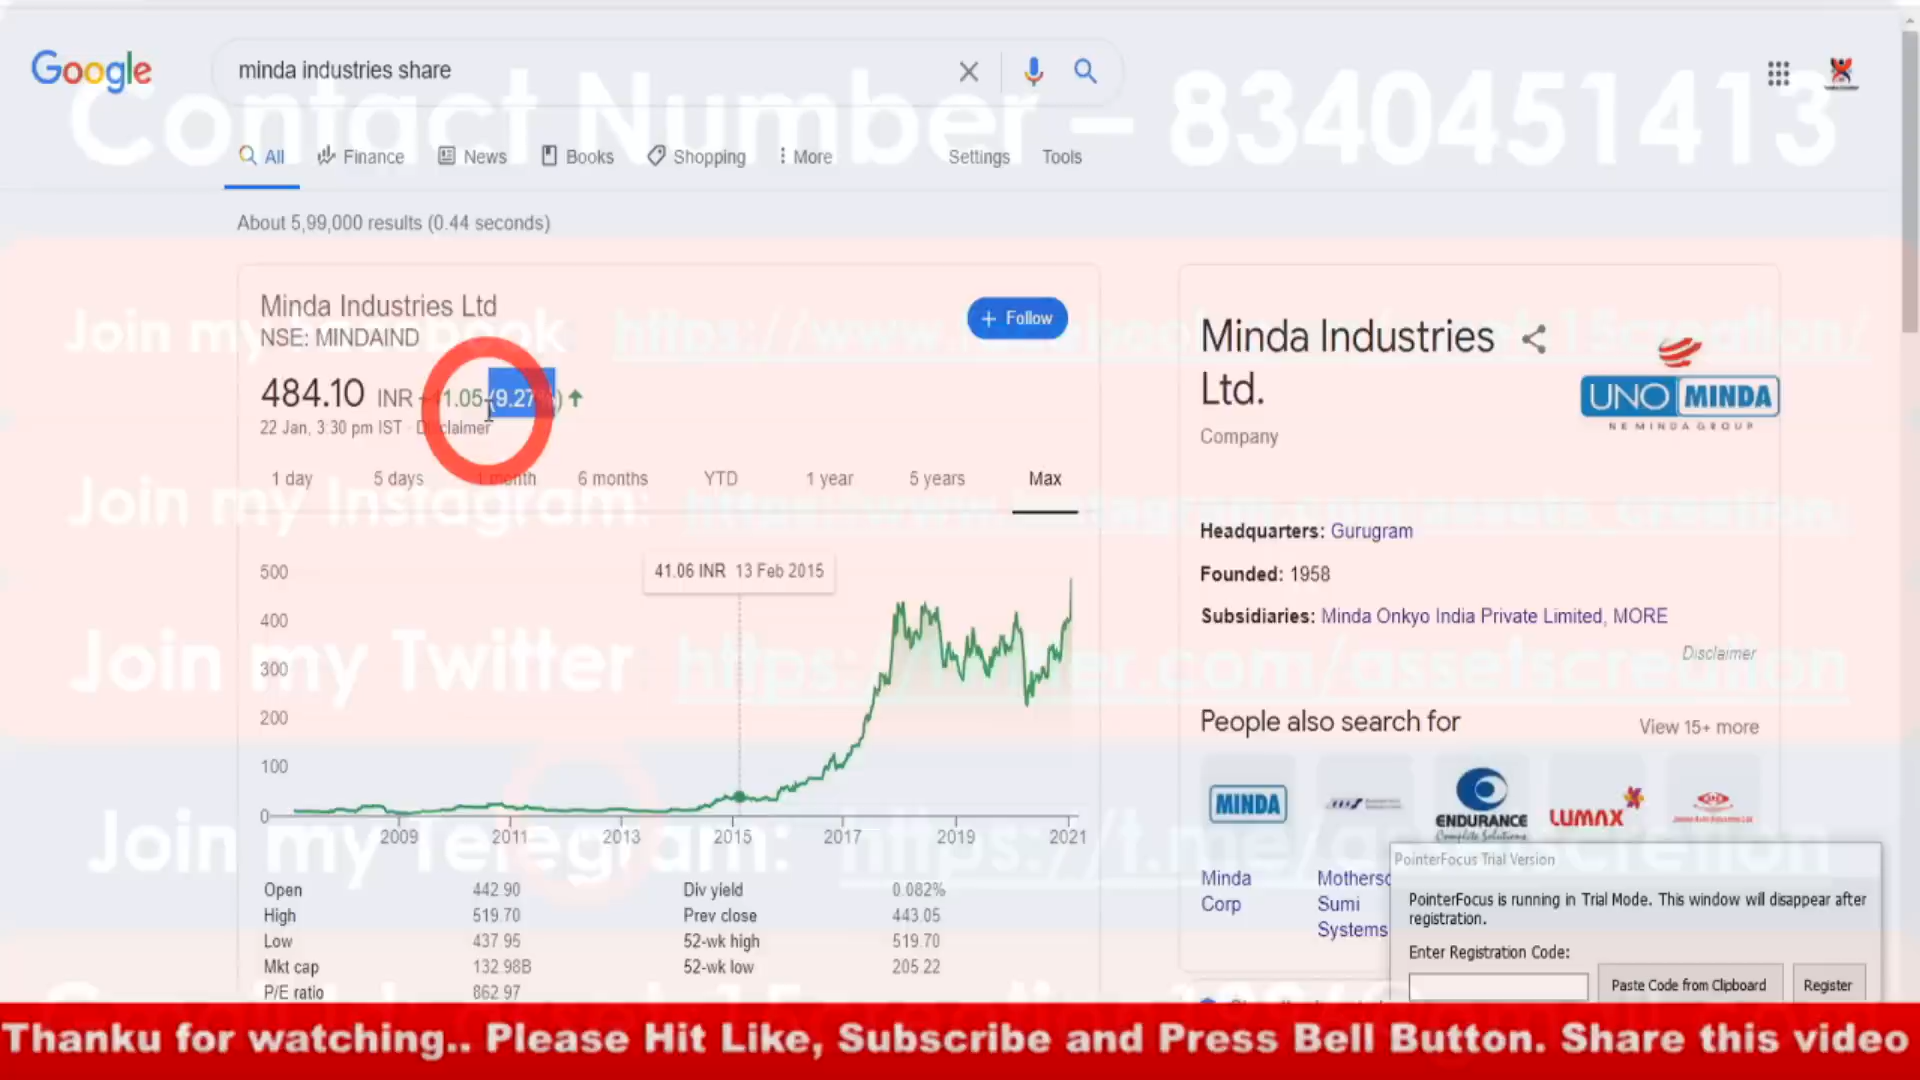 Google
minda industries share
Contact Number - 8340451413
All Finance News Books Shopping More Settings Tools
About 5,99,000 results (0.44 seconds)
Minda Industries Ltd
NSE: MINDAIND
+ Follow
484.10 INR
22 Jan, 3:30 pm IST
1 day 5 days 1 month 6 months YTD 1 year 5 years Max
41.06 INR 13 Feb 2015
500
400
300
200
100
0
2009 2011 2013 2015 2017 2019 2021
Open 442.90 Div yield 0.082%
High 519.70 Prev close 443.05
Low 437.95 52-wk high 519.70
Mkt cap 132.98B 52-wk low 205.22
P/E ratio 862.97
Minda Industries
Ltd.
Company
UNO MINDA
Headquarters: Gurugram
Founded: 1958
Subsidiaries: Minda Onkyo India Private Limited, MORE
Disclaimer
People also search for
View 15+ more
MINDA
ENDURANCE
Complete Solutions
LUMAX
Minda
Corp
Sumi
Systems
Join my
Join my Instagram:
Join my Twitter
Join my Telegram:
PointerFocus Trial Version
PointerFocus is running in Trial Mode. This window will disappear after
registration.
Enter Registration Code:
Paste Code from Clipboard Register
Thanku for watching.. Please Hit Like, Subscribe and Press Bell Button. Share this video